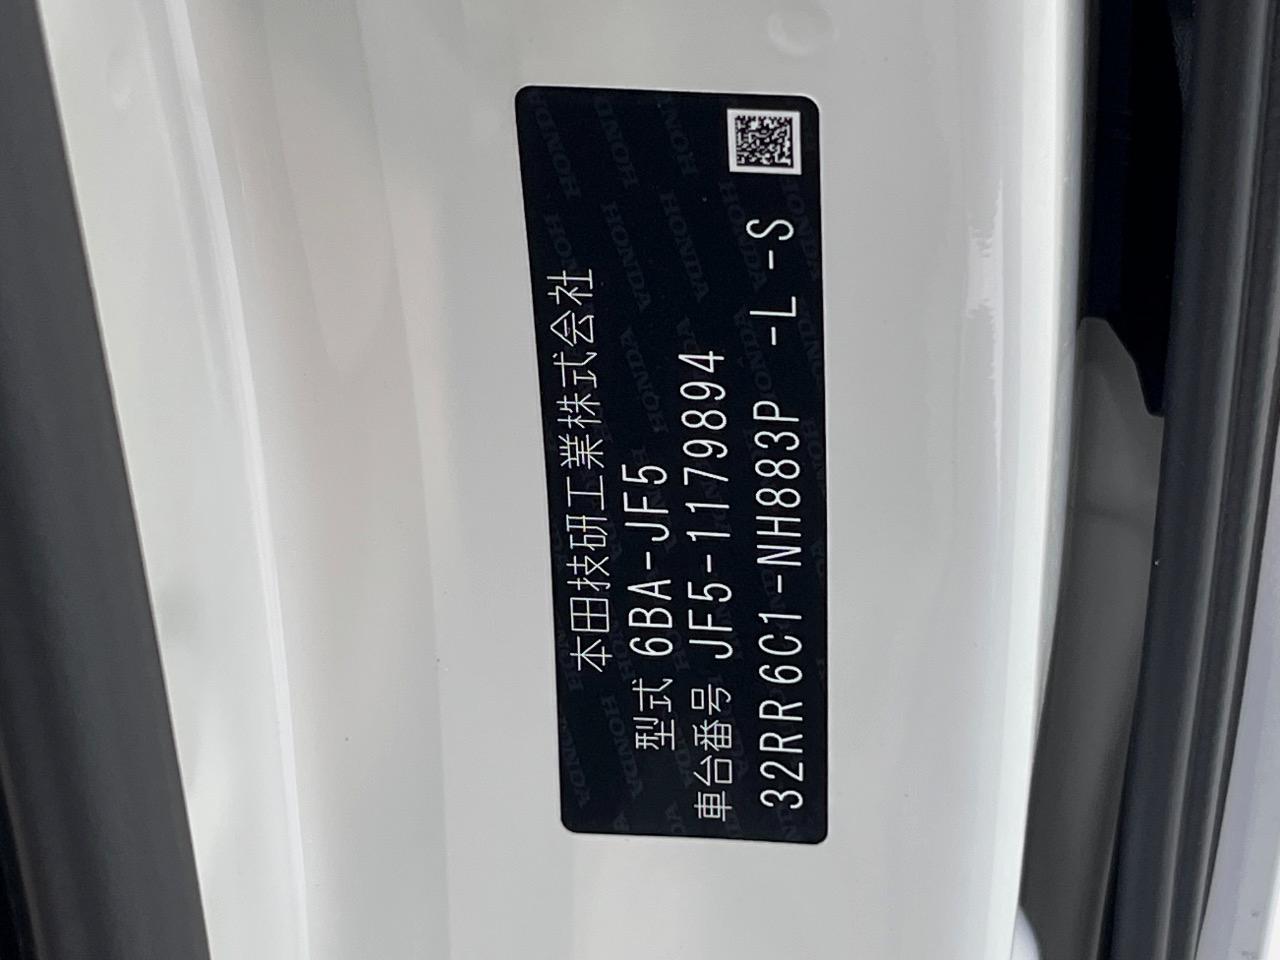 本田技研工業株式会社
型式 6BA-JF5
車台番号 JF5-1179894
32RR6C1-NH883P -L -S